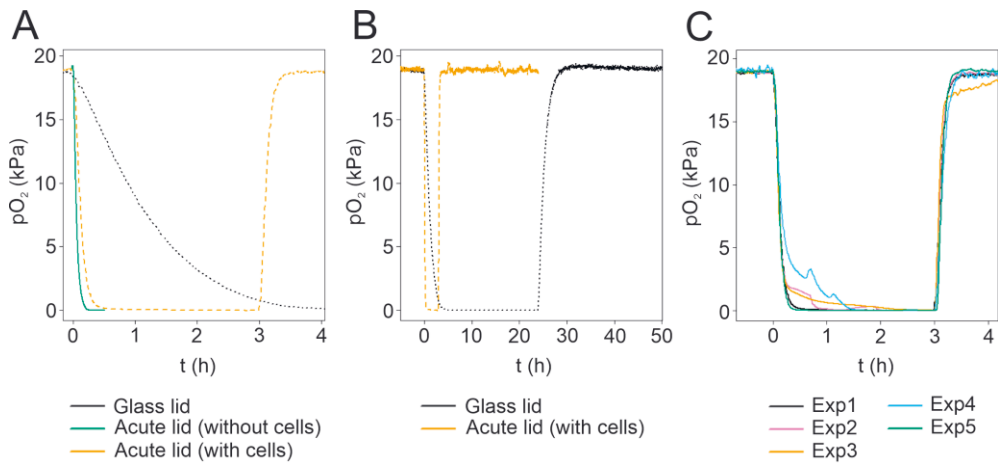 A
20
15
10
5
0
pO2 (kPa)
0 1 2 3 4
t (h)
Glass lid
Acute lid (without cells)
Acute lid (with cells)
B
20
15
10
5
0
pO2 (kPa)
0 10 20 30 40 50
t (h)
Glass lid
Acute lid (with cells)
C
20
15
10
5
0
pO2 (kPa)
0 1 2 3 4
t (h)
Exp1 Exp4
Exp2 Exp5
Exp3